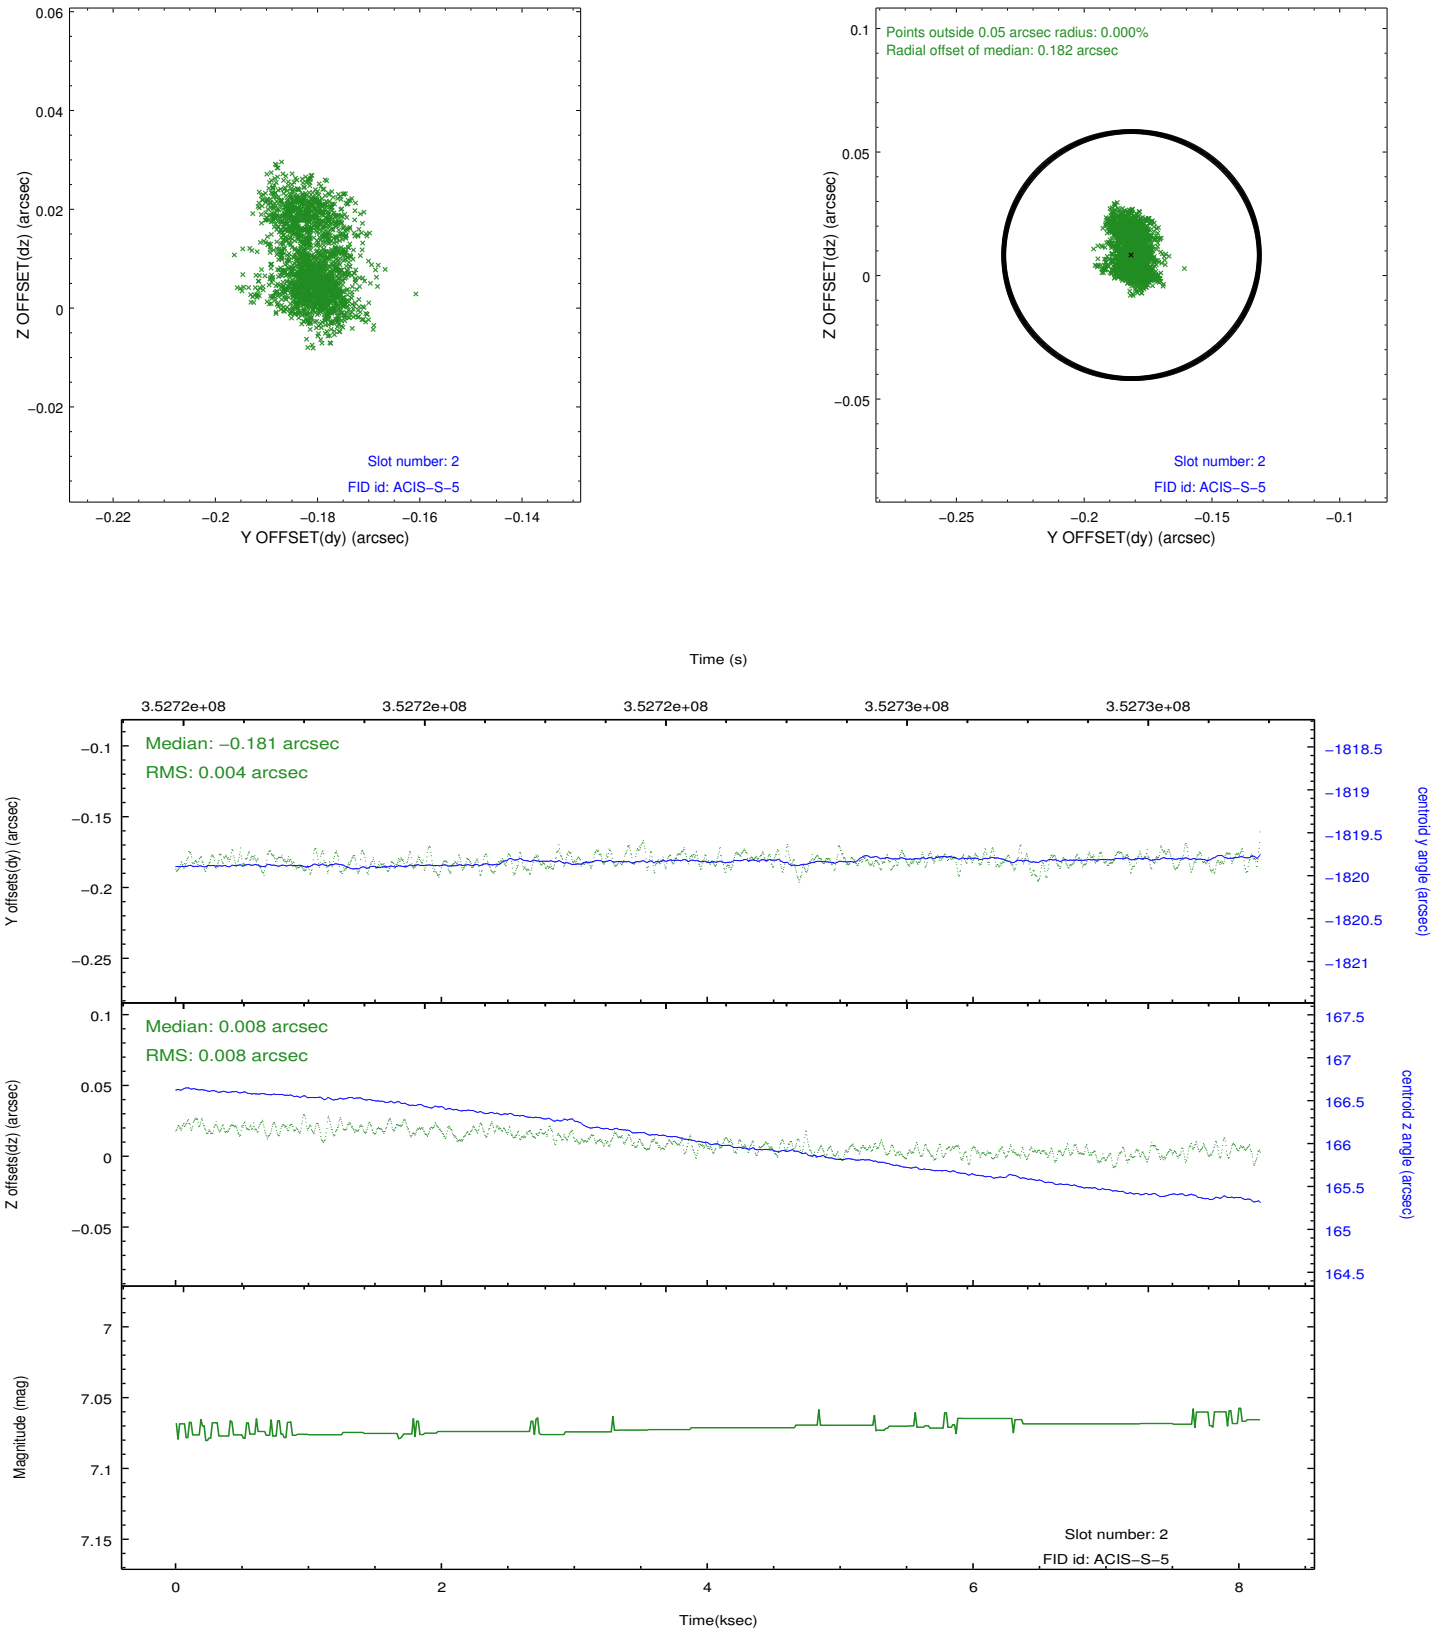 0.06
0.04
0.02
0
−0.02
Z OFFSET(dz) (arcsec)
Slot number: 2
FID id: ACIS−S−5
−0.22 −0.2 −0.18 −0.16 −0.14
Y OFFSET(dy) (arcsec)
Points outside 0.05 arcsec radius: 0.000%
Radial offset of median: 0.182 arcsec
0.1
0.05
0
−0.05
Z OFFSET(dz) (arcsec)
Slot number: 2
FID id: ACIS−S−5
−0.25 −0.2 −0.15 −0.1
Y OFFSET(dy) (arcsec)
Time (s)
3.5272e+08 3.5272e+08 3.5272e+08 3.5273e+08 3.5273e+08
Median: −0.181 arcsec
RMS: 0.004 arcsec
−0.1
−0.15
−0.2
−0.25
Y offsets(dy) (arcsec)
−1818.5
−1819
−1819.5
−1820
−1820.5
−1821
centroid y angle (arcsec)
Median: 0.008 arcsec
RMS: 0.008 arcsec
0.1
0.05
0
−0.05
Z offsets(dz) (arcsec)
167.5
167
166.5
166
165.5
165
164.5
centroid z angle (arcsec)
7
7.05
7.1
7.15
Magnitude (mag)
Slot number: 2
FID id: ACIS−S−5
0 2 4 6 8
Time(ksec)